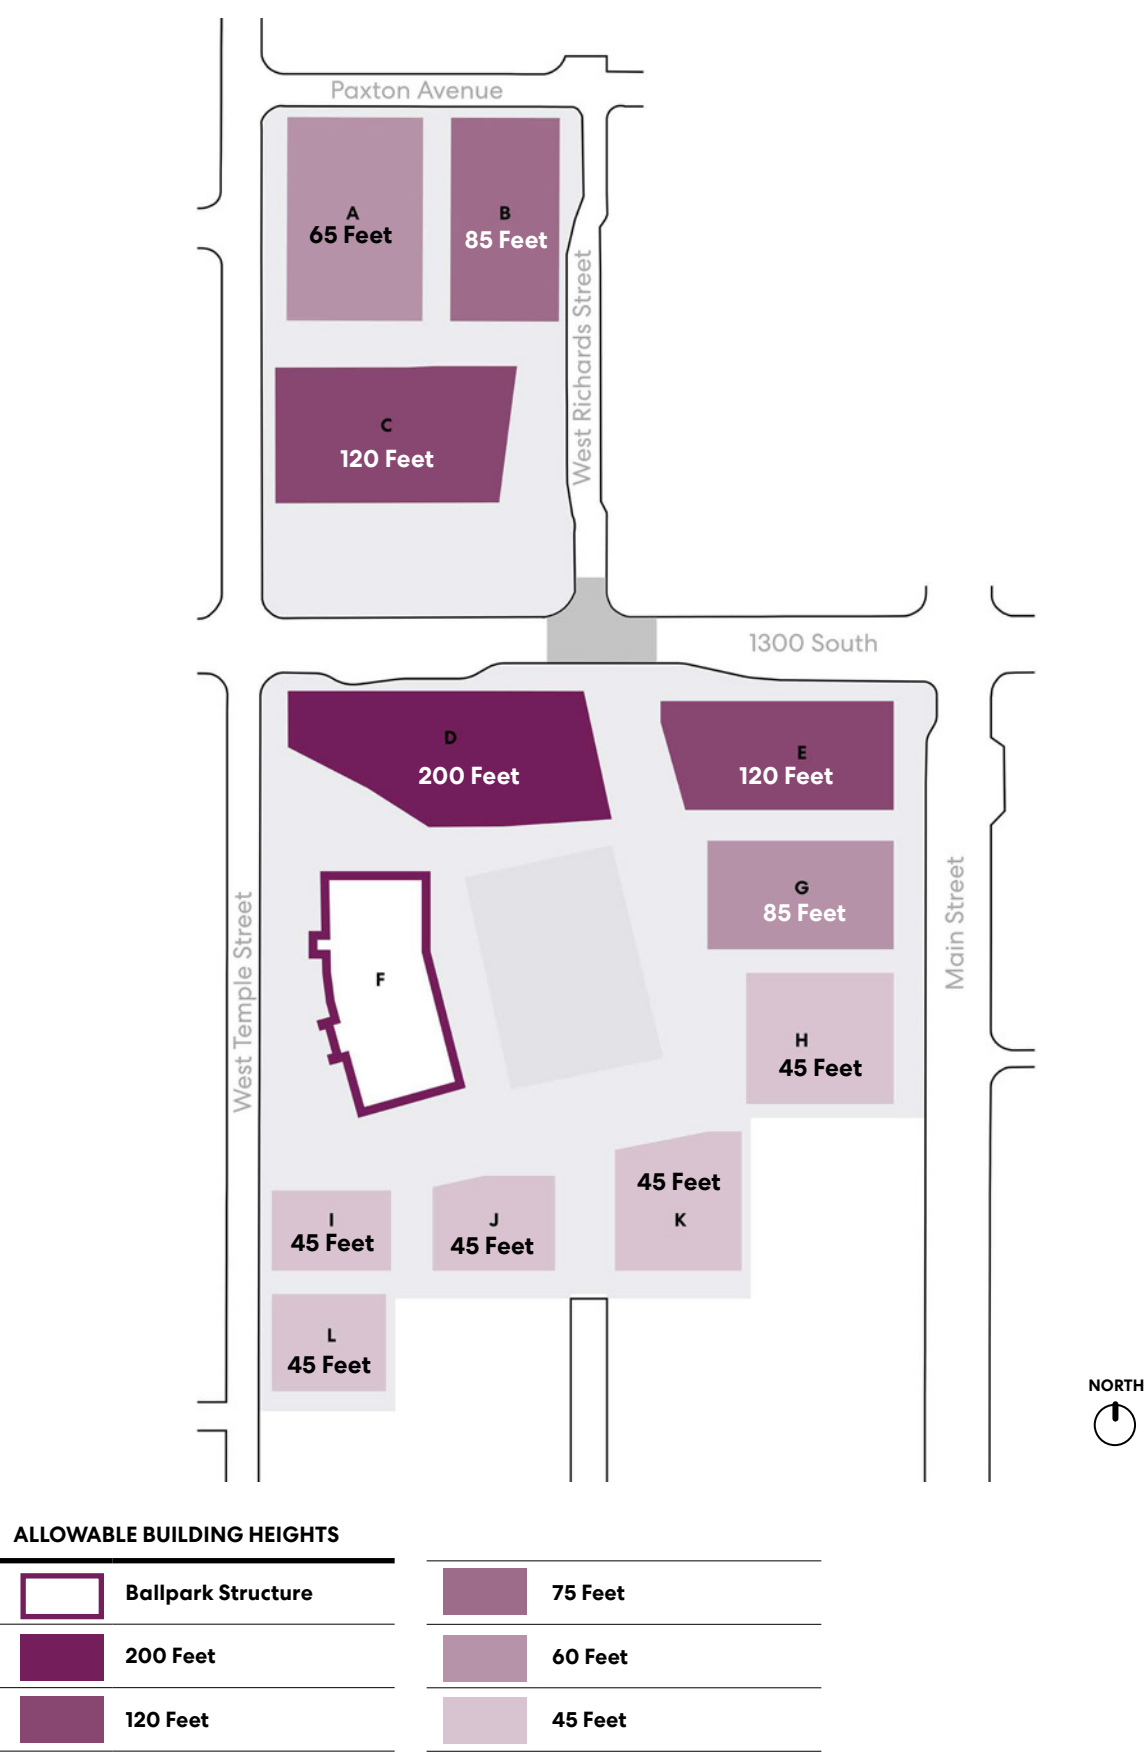 Paxton Avenue
A
65 Feet
B
85 Feet
West Richards Street
C
120 Feet
1300 South
D
200 Feet
E
120 Feet
G
85 Feet
Main Street
West Temple Street
F
H
45 Feet
45 Feet
K
I
45 Feet
J
45 Feet
L
45 Feet
NORTH
ALLOWABLE BUILDING HEIGHTS
Ballpark Structure
200 Feet
120 Feet
75 Feet
60 Feet
45 Feet